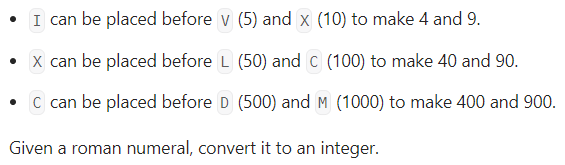 • I can be placed before V (5) and X (10) to make 4 and 9.
• X can be placed before L (50) and C (100) to make 40 and 90.
• C can be placed before D (500) and M (1000) to make 400 and 900.
Given a roman numeral, convert it to an integer.